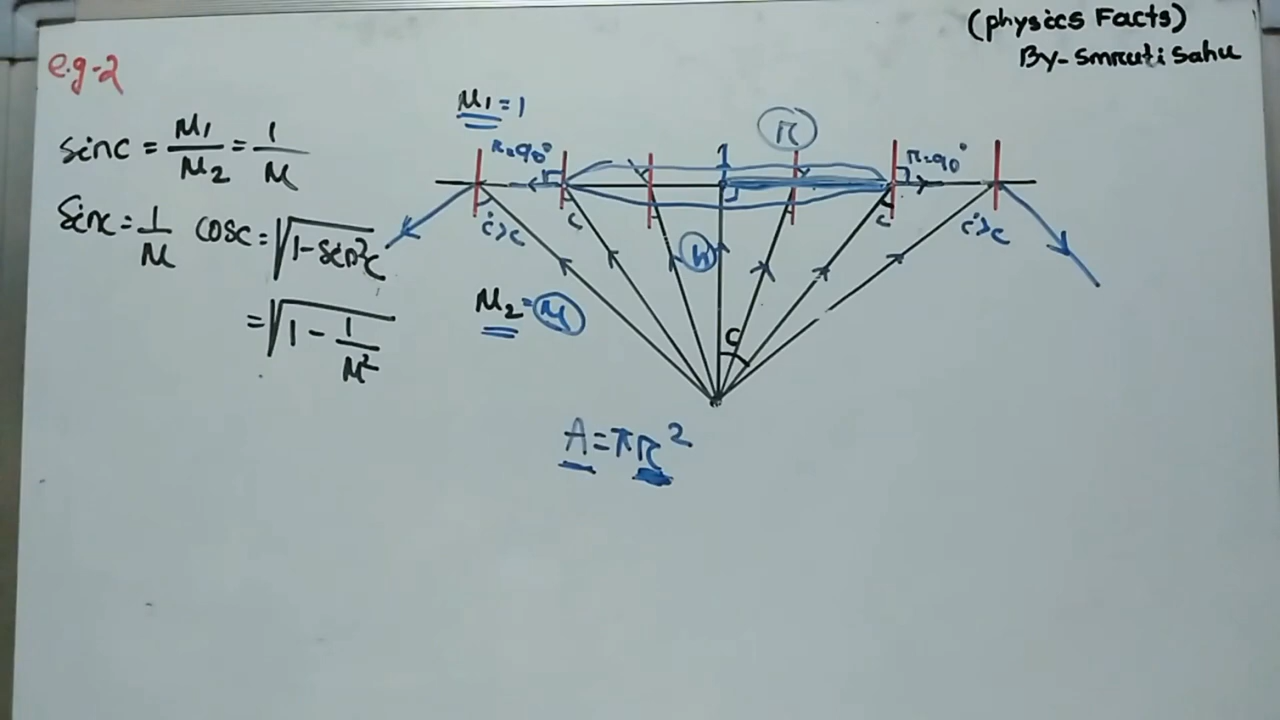 (physics Facts)
By-Smruti Sahu
e.g-2
sinc = μ1/μ2 = 1/μ
Sinc = 1/μ cosc = √1-sin²c
= √1 - 1/μ²
μ1 = 1
r
r=90°
r=90°
i>c
c
c
i>c
h
μ2 = μ
c
A = πr²